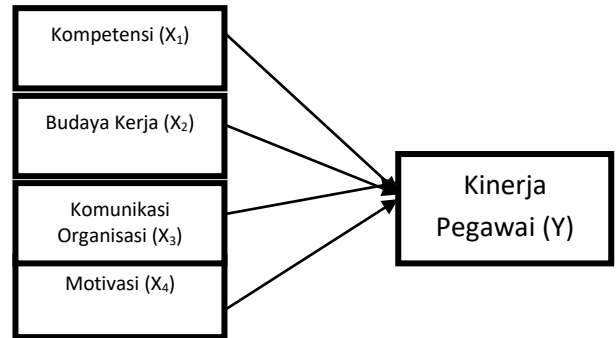 Kompetensi (X₁)
Budaya Kerja (X₂)
Komunikasi
Organisasi (X₃)
Motivasi (X₄)
Kinerja
Pegawai (Y)